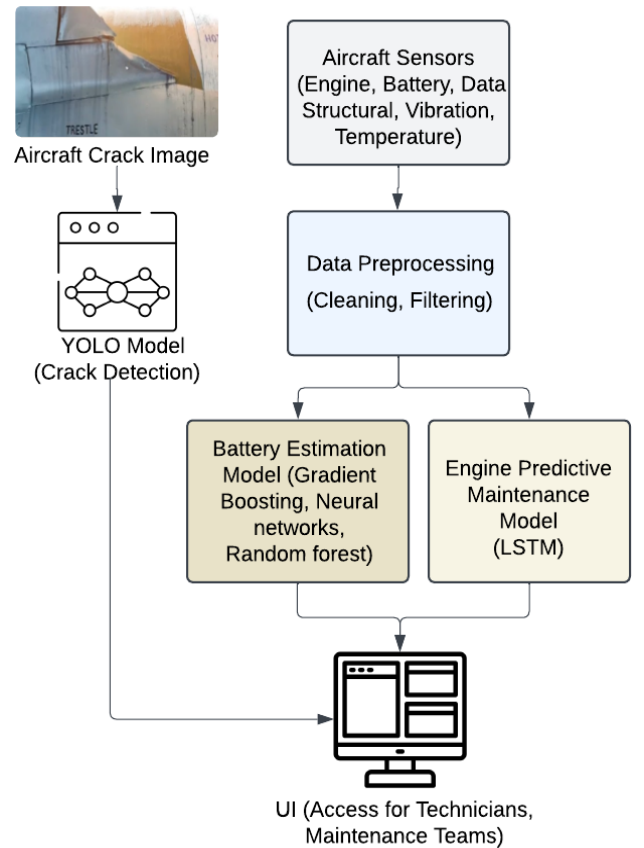 TRESTLE
Aircraft Crack Image
YOLO Model
(Crack Detection)
Aircraft Sensors
(Engine, Battery, Data
Structural, Vibration,
Temperature)
Data Preprocessing
(Cleaning, Filtering)
Battery Estimation
Model (Gradient
Boosting, Neural
networks,
Random forest)
Engine Predictive
Maintenance
Model
(LSTM)
UI (Access for Technicians,
Maintenance Teams)